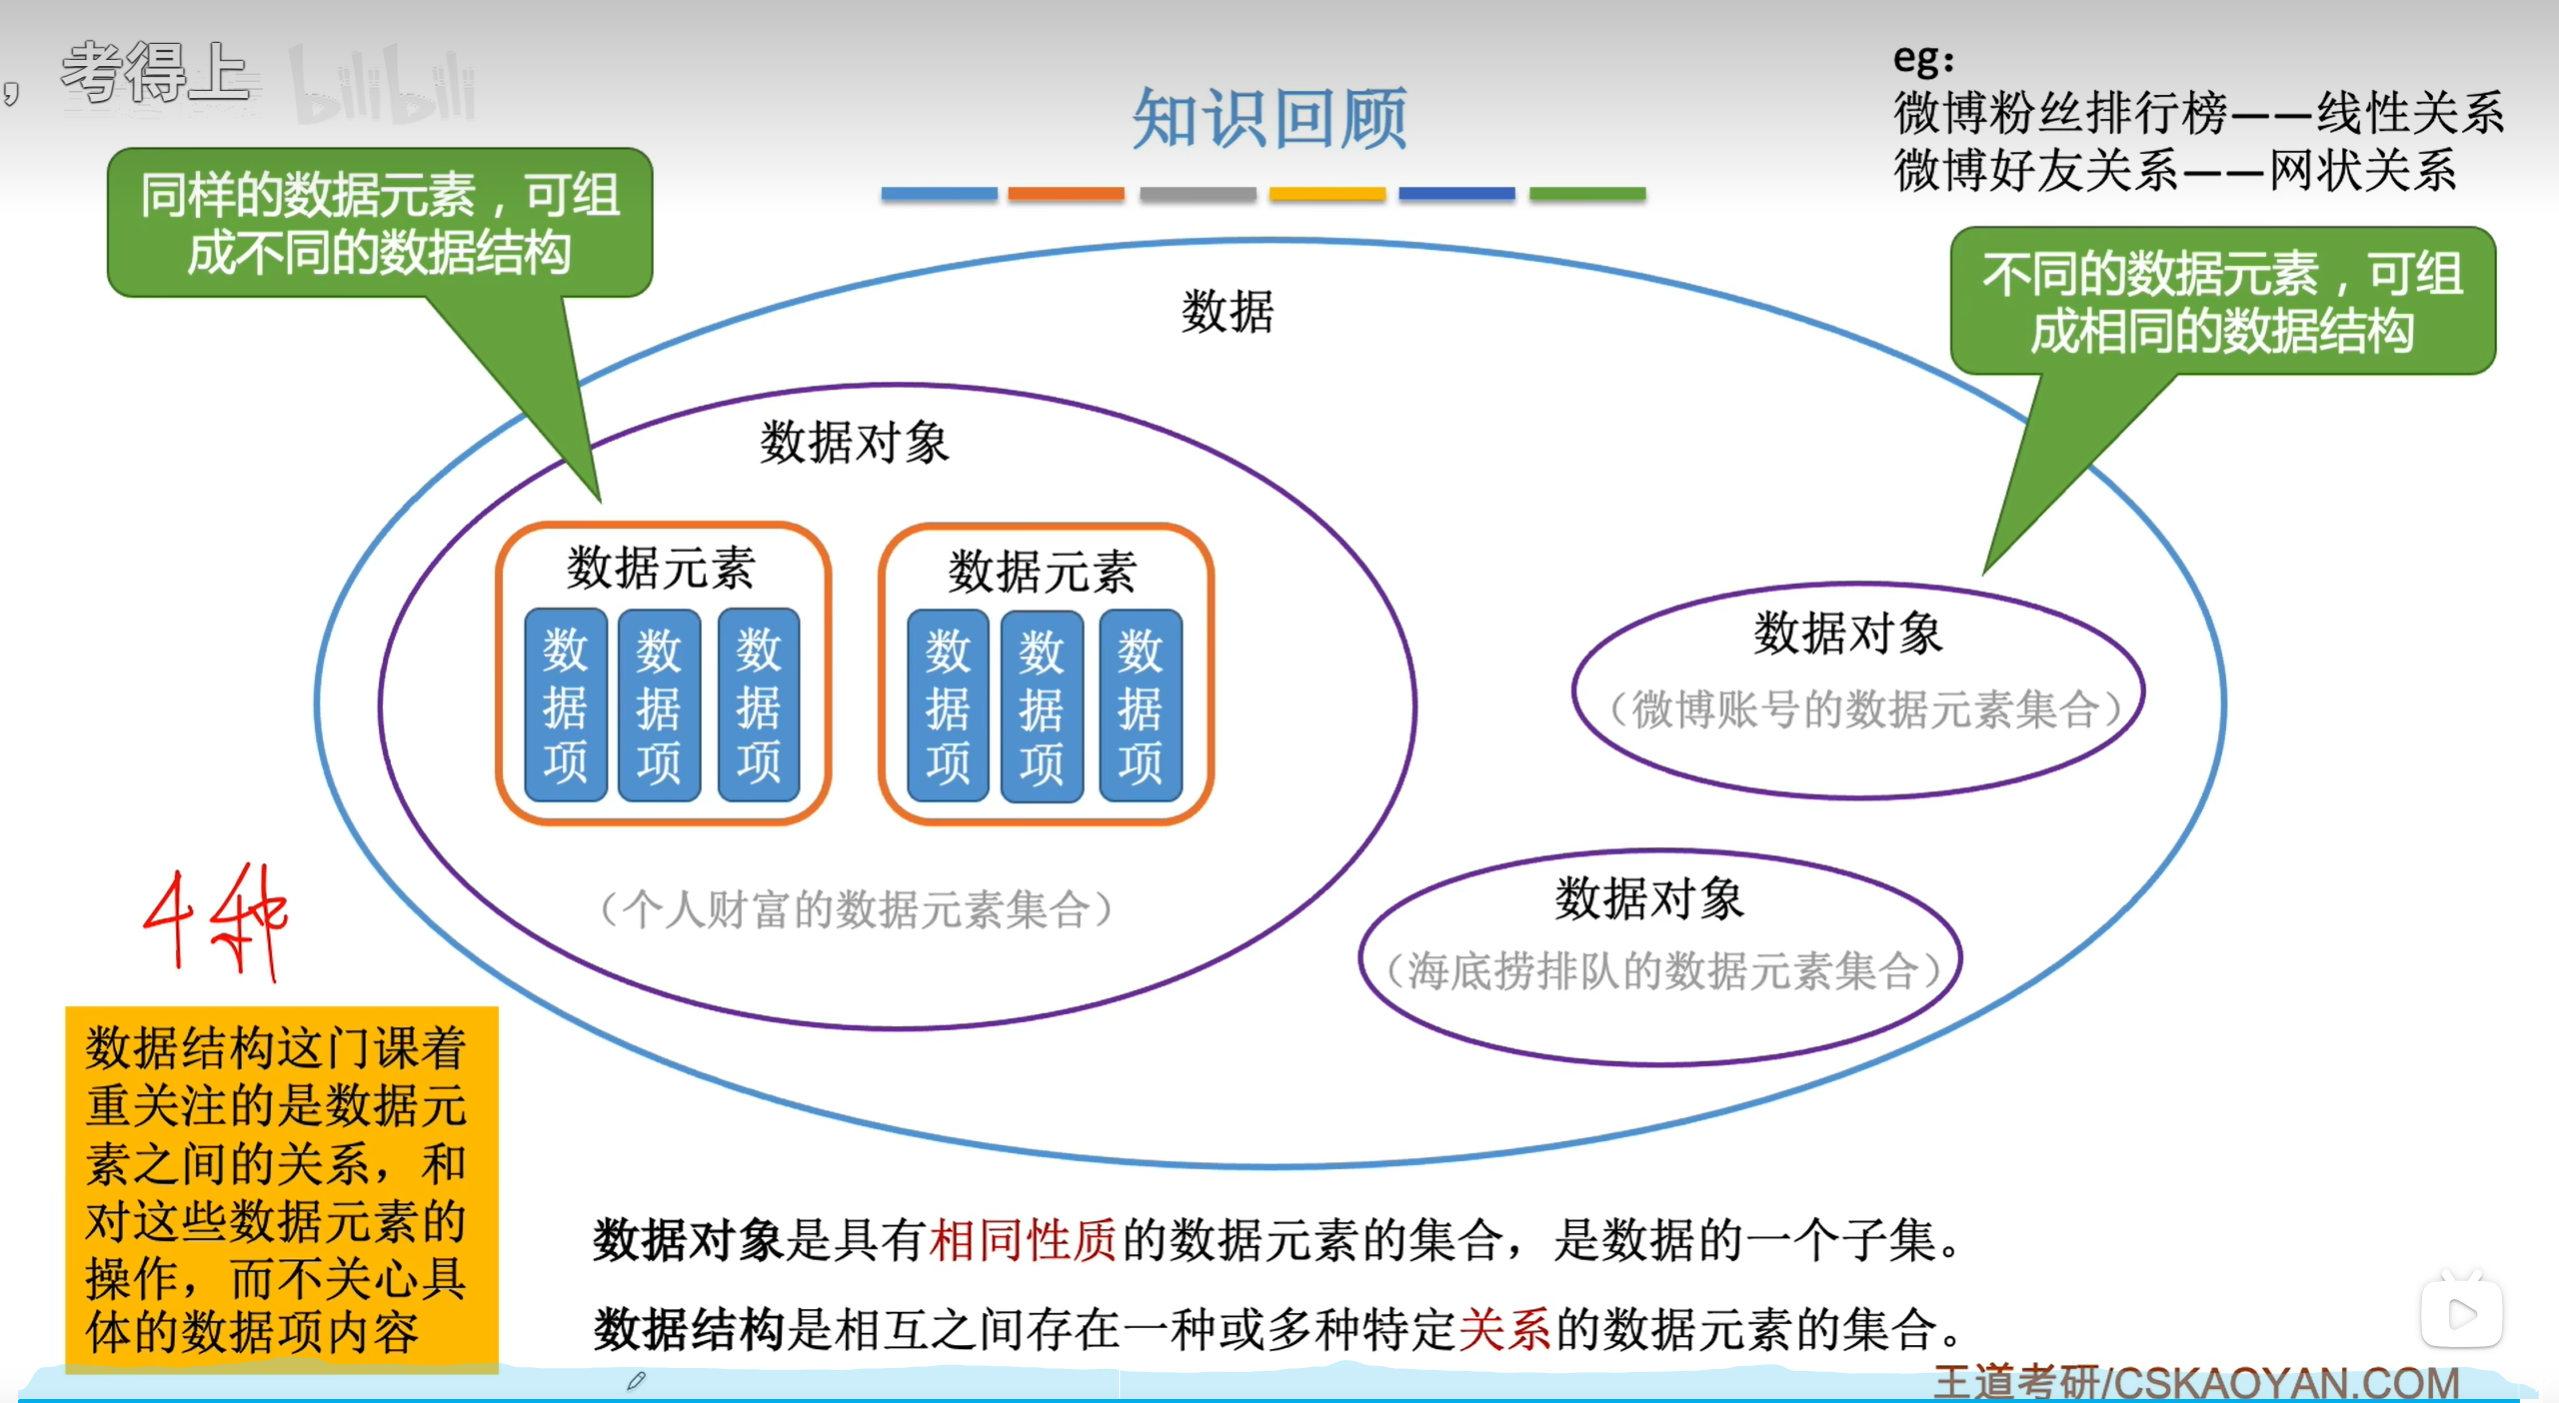 ，考得上
bilibili
知识回顾
eg：
微博粉丝排行榜——线性关系
微博好友关系——网状关系
同样的数据元素，可组
成不同的数据结构
不同的数据元素，可组
成相同的数据结构
数据
数据对象
数据元素
数据项
数据项
数据项
数据元素
数据项
数据项
数据项
（个人财富的数据元素集合）
数据对象
（微博账号的数据元素集合）
数据对象
（海底捞排队的数据元素集合）
4种
数据结构这门课着
重关注的是数据元
素之间的关系，和
对这些数据元素的
操作，而不关心具
体的数据项内容
数据对象是具有相同性质的数据元素的集合，是数据的一个子集。
数据结构是相互之间存在一种或多种特定关系的数据元素的集合。
王道考研/CSKAOYAN.COM